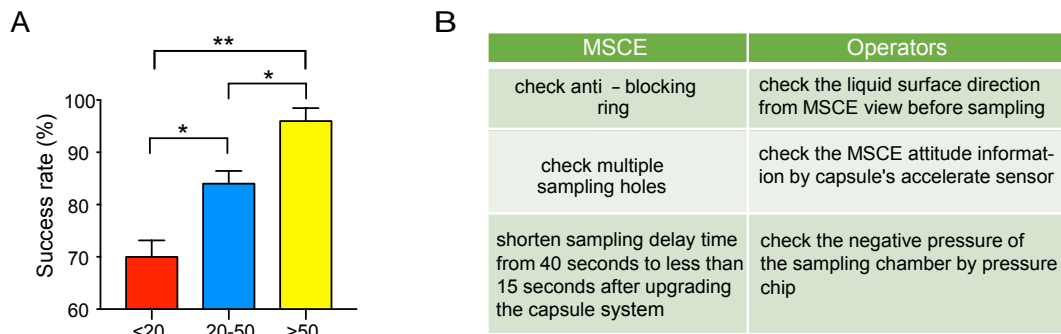 A
B
**
*
*
Success rate (%)
100
90
80
70
60
<20
20-50
>50
MSCE
Operators
check anti – blocking
ring
check the liquid surface direction
from MSCE view before sampling
check multiple
sampling holes
check the MSCE attitude informat-
ion by capsule's accelerate sensor
shorten sampling delay time
from 40 seconds to less than
15 seconds after upgrading
the capsule system
check the negative pressure of
the sampling chamber by pressure
chip